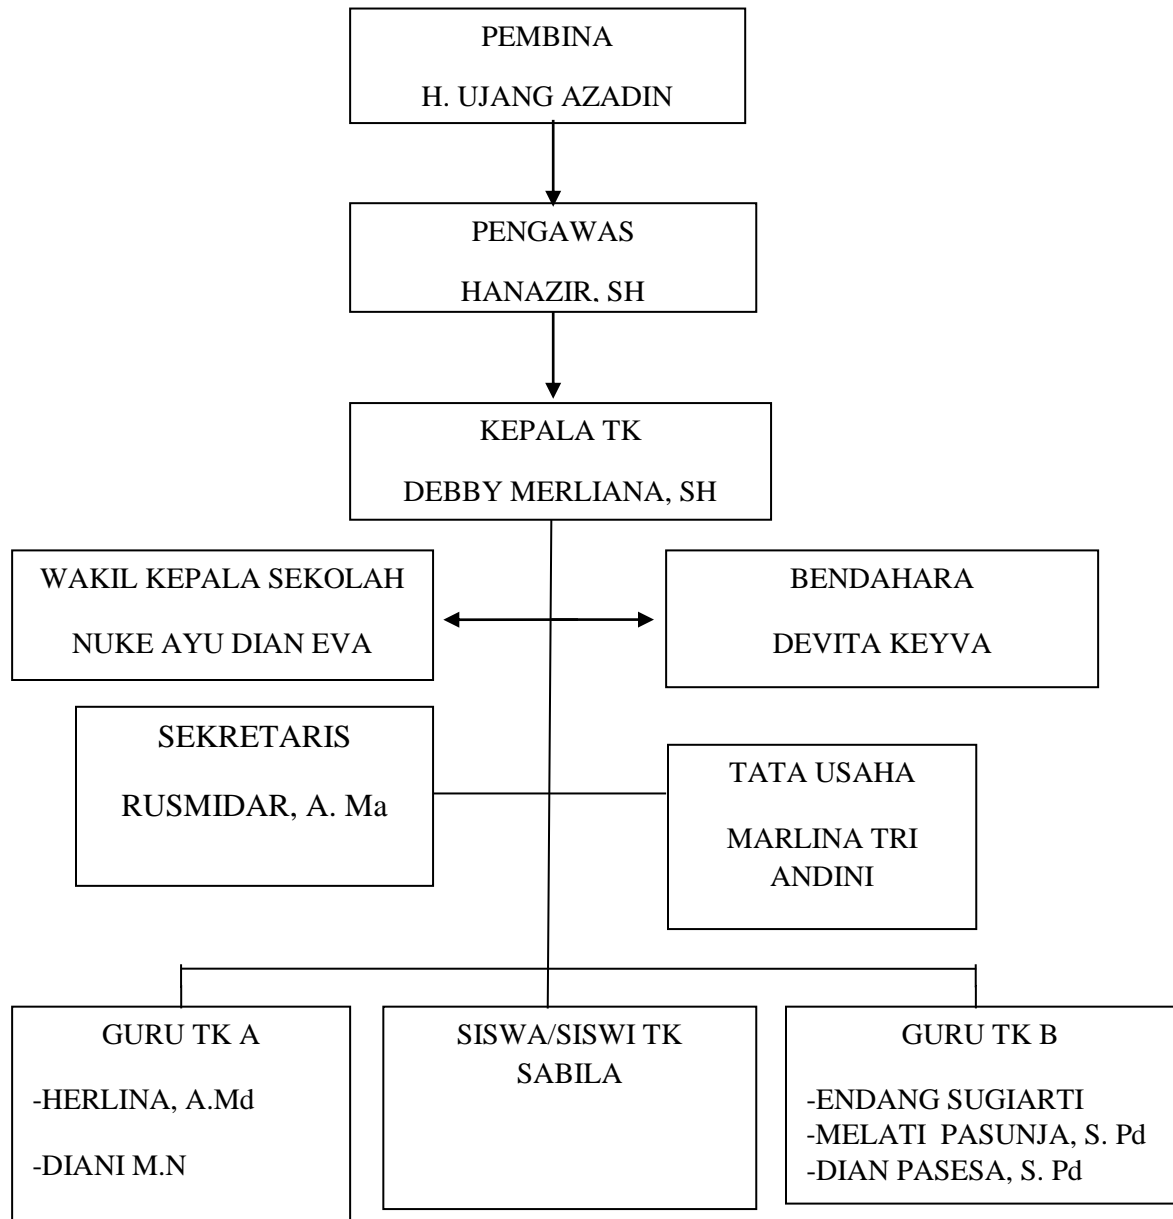 PEMBINA
H. UJANG AZADIN
PENGAWAS
HANAZIR, SH
KEPALA TK
DEBBY MERLIANA, SH
WAKIL KEPALA SEKOLAH
NUKE AYU DIAN EVA
BENDAHARA
DEVITA KEYVA
SEKRETARIS
RUSMIDAR, A. Ma
TATA USAHA
MARLINA TRI
ANDINI
GURU TK A
-HERLINA, A.Md
-DIANI M.N
SISWA/SISWI TK
SABILA
GURU TK B
-ENDANG SUGIARTI
-MELATI PASUNJA, S. Pd
-DIAN PASESA, S. Pd